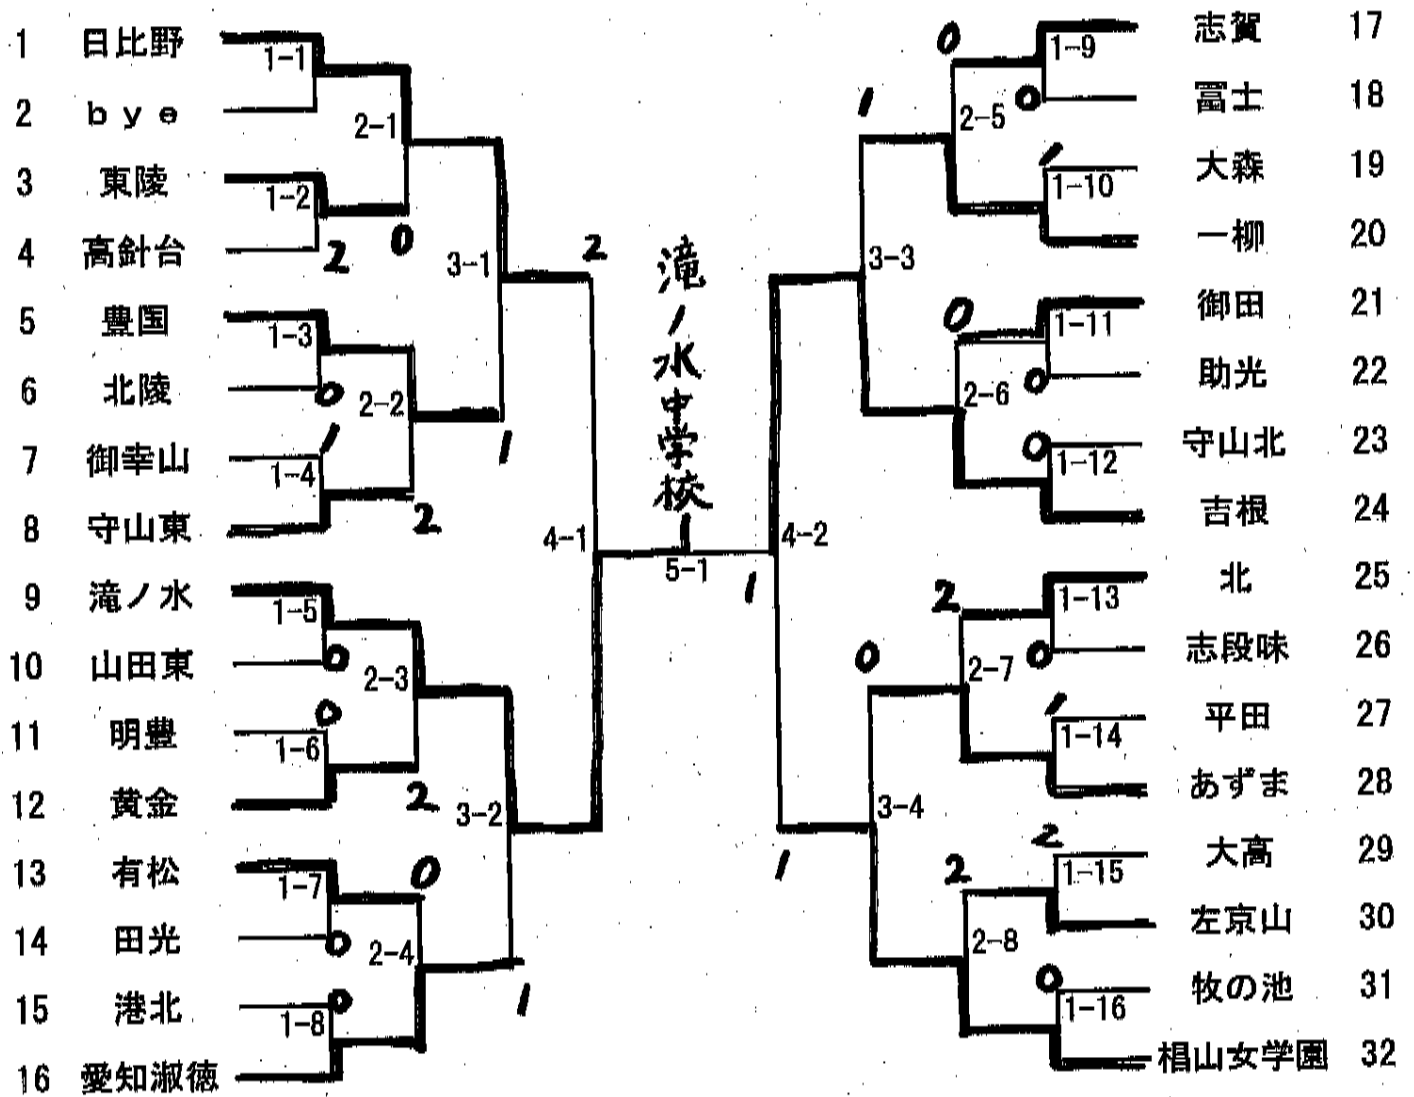 1 日比野
1-1
2 bye
2-1
3 東陵
1-2
4 高針台
2
0
3-1
2
5 豊国
1-3
6 北陵
0
2-2
7 御幸山
1
1-4
1
8 守山東
2
4-1
9 滝ノ水
1-5
10 山田東
0
2-3
11 明豊
0
1-6
12 黄金
2
3-2
13 有松
1-7
0
14 田光
0
2-4
15 港北
0
1-8
1
16 愛知淑徳
滝ノ水中学校
5-1
1
4-2
志賀 17
0
1-9
冨士 18
0
1
2-5
大森 19
1
1-10
一柳 20
3-3
御田 21
0
1-11
助光 22
0
2-6
守山北 23
0
1-12
吉根 24
北 25
2
1-13
志段味 26
0
0
2-7
平田 27
1
1-14
あずま 28
3-4
1
大高 29
2
2
1-15
左京山 30
2-8
牧の池 31
0
1-16
椙山女学園 32